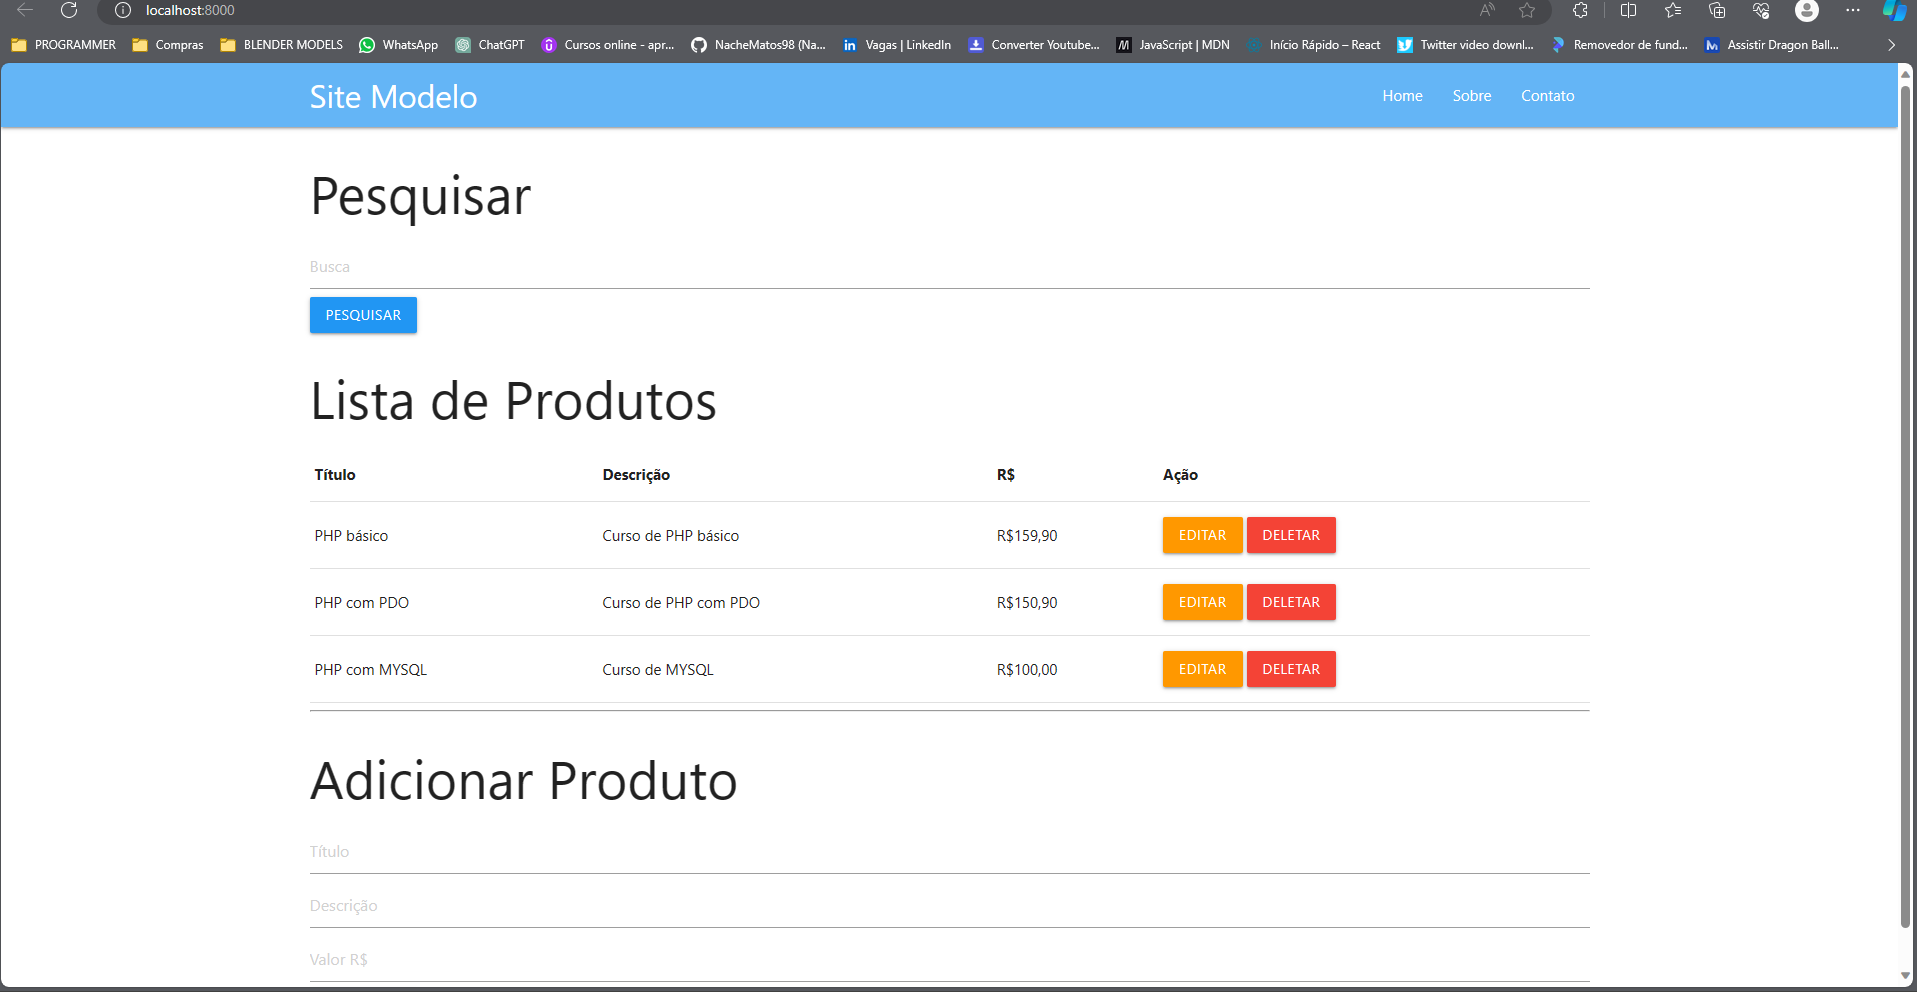 localhost:8000
PROGRAMMER Compras BLENDER MODELS WhatsApp ChatGPT Cursos online - apr... NacheMatos98 (Na... Vagas | LinkedIn Converter Youtube... JavaScript | MDN Início Rápido – React Twitter video downl... Removedor de fund... Assistir Dragon Ball...
Site Modelo Home Sobre Contato
Pesquisar
Busca
PESQUISAR
Lista de Produtos
Título Descrição R$ Ação
PHP básico Curso de PHP básico R$159,90 EDITAR DELETAR
PHP com PDO Curso de PHP com PDO R$150,90 EDITAR DELETAR
PHP com MYSQL Curso de MYSQL R$100,00 EDITAR DELETAR
Adicionar Produto
Título
Descrição
Valor R$